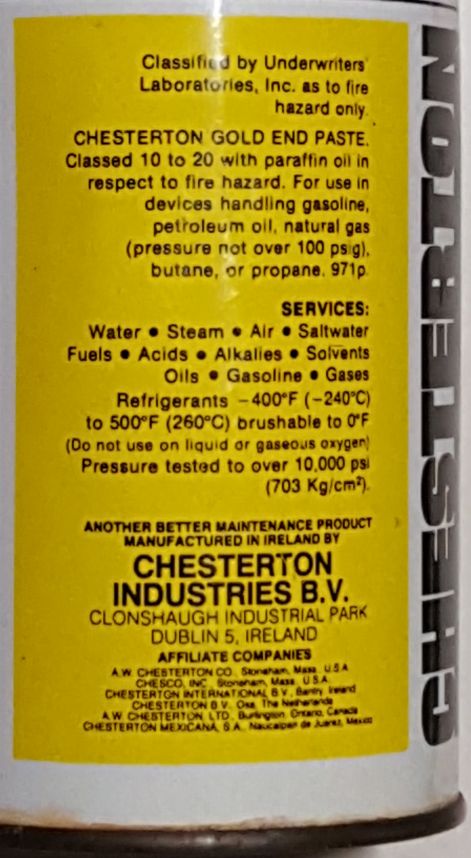 Classified by Underwriters'
Laboratories, Inc. as to fire
hazard only.
CHESTERTON GOLD END PASTE.
Classed 10 to 20 with paraffin oil in
respect to fire hazard. For use in
devices handling gasoline,
petroleum oil, natural gas
(pressure not over 100 psig),
butane, or propane. 971p
SERVICES:
Water • Steam • Air • Saltwater
Fuels • Acids • Alkalies • Solvents
Oils • Gasoline • Gases
Refrigerants -400°F (-240°C)
to 500°F (260°C) brushable to 0°F
(Do not use on liquid or gaseous oxygen)
Pressure tested to over 10,000 psi
(703 Kg/cm²).
ANOTHER BETTER MAINTENANCE PRODUCT
MANUFACTURED IN IRELAND BY
CHESTERTON
INDUSTRIES B.V.
CLONSHAUGH INDUSTRIAL PARK
DUBLIN 5, IRELAND
AFFILIATE COMPANIES
A.W. CHESTERTON CO. Stoneham, Mass. U.S.A.
CHESCO, INC. Stoneham, Mass. U.S.A.
CHESTERTON INTERNATIONAL B.V., Bantry Ireland
CHESTERTON B.V. Oss, The Netherlands
A.W. CHESTERTON LTD. Burlington, Ontario, Canada
CHESTERTON MEXICANA, S.A. Naucalpan de Juarez, Mexico
CHESTERTON